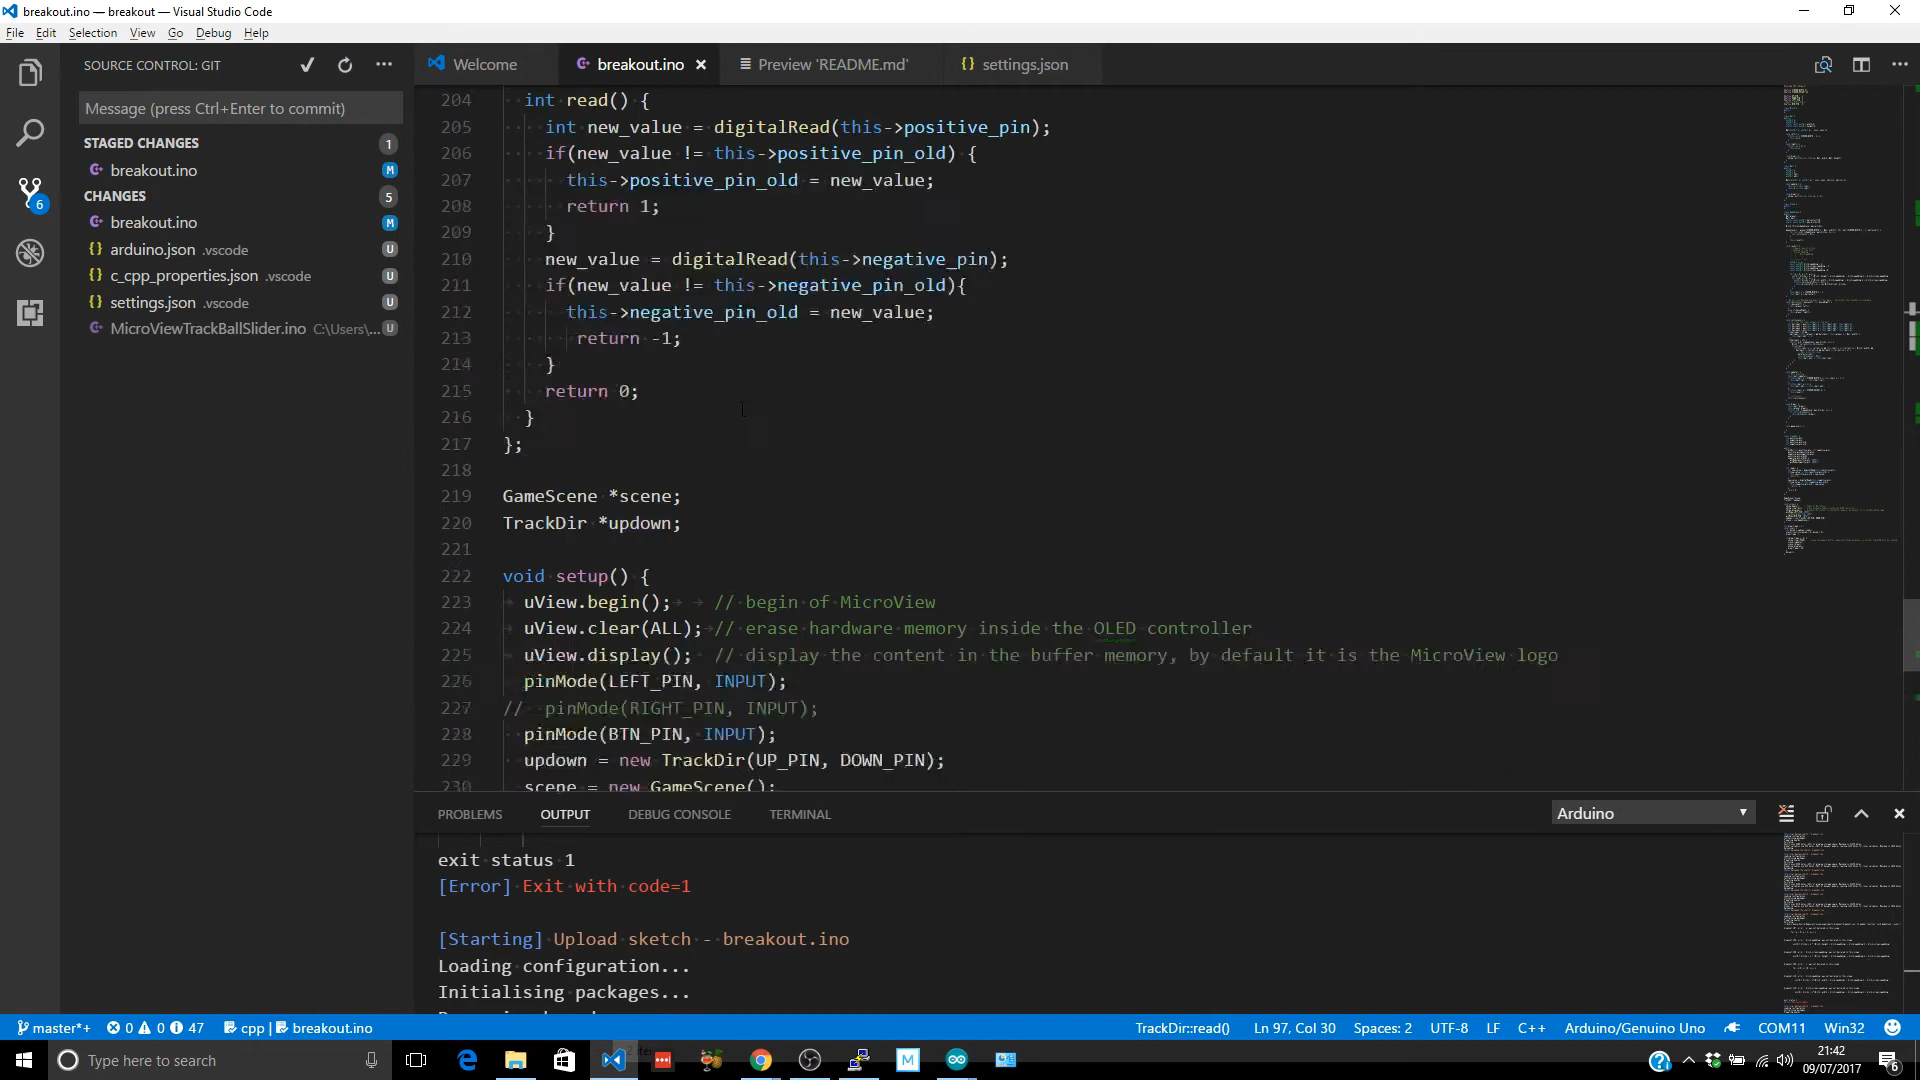 breakout.ino — breakout — Visual Studio Code
File Edit Selection View Go Debug Help
SOURCE CONTROL: GIT
Message (press Ctrl+Enter to commit)
STAGED CHANGES 1
breakout.ino M
CHANGES 5
breakout.ino M
arduino.json .vscode U
c_cpp_properties.json .vscode U
settings.json .vscode U
MicroViewTrackBallSlider.ino C:\Users\... U
6
Welcome breakout.ino Preview 'README.md' settings.json
204 int read() {
205 int new_value = digitalRead(this->positive_pin);
206 if(new_value != this->positive_pin_old) {
207 this->positive_pin_old = new_value;
208 return 1;
209 }
210 new_value = digitalRead(this->negative_pin);
211 if(new_value != this->negative_pin_old){
212 this->negative_pin_old = new_value;
213 return -1;
214 }
215 return 0;
216 }
217 };
218
219 GameScene *scene;
220 TrackDir *updown;
221
222 void setup() {
223 uView.begin(); // begin of MicroView
224 uView.clear(ALL); // erase hardware memory inside the OLED controller
225 uView.display(); // display the content in the buffer memory, by default it is the MicroView logo
226 pinMode(LEFT_PIN, INPUT);
227 // pinMode(RIGHT_PIN, INPUT);
228 pinMode(BTN_PIN, INPUT);
229 updown = new TrackDir(UP_PIN, DOWN_PIN);
230 scene = new GameScene();
PROBLEMS OUTPUT DEBUG CONSOLE TERMINAL Arduino
exit status 1
[Error] Exit with code=1
[Starting] Upload sketch - breakout.ino
Loading configuration...
Initialising packages...
master*+ 0 0 47 cpp | breakout.ino TrackDir::read() Ln 97, Col 30 Spaces: 2 UTF-8 LF C++ Arduino/Genuino Uno COM11 Win32
Type here to search
21:42
09/07/2017
6